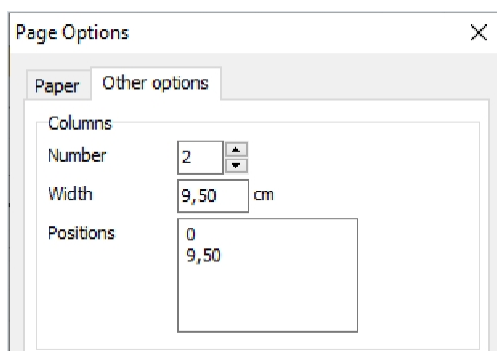 Page Options
Paper Other options
Columns
Number 2
Width 9,50 cm
Positions 0
9,50